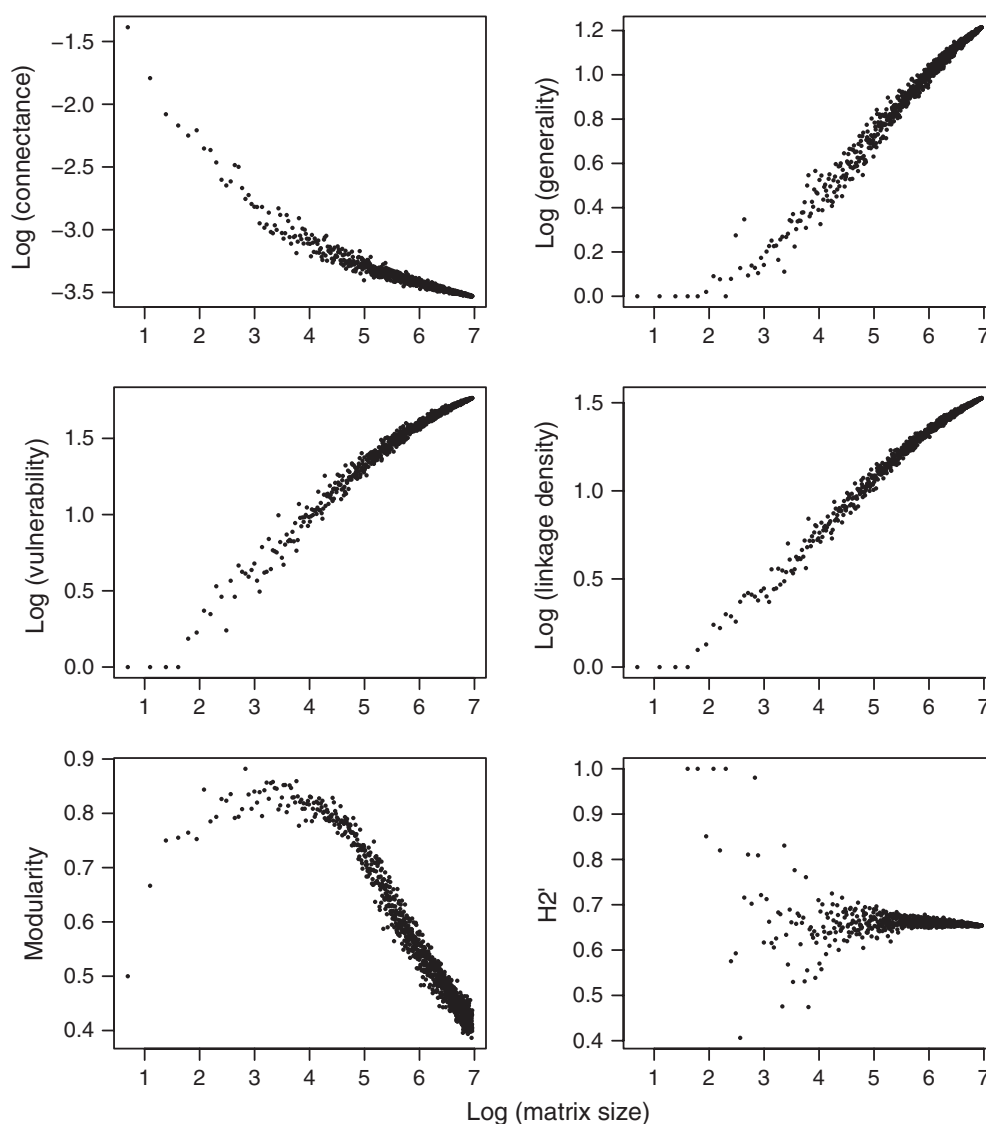 Log (connectance)
−1.5
−2.0
−2.5
−3.0
−3.5
1 2 3 4 5 6 7
Log (generality)
1.2
1.0
0.8
0.6
0.4
0.2
0.0
1 2 3 4 5 6 7
Log (vulnerability)
1.5
1.0
0.5
0.0
1 2 3 4 5 6 7
Log (linkage density)
1.5
1.0
0.5
0.0
1 2 3 4 5 6 7
Modularity
0.9
0.8
0.7
0.6
0.5
0.4
1 2 3 4 5 6 7
H2'
1.0
0.9
0.8
0.7
0.6
0.5
0.4
1 2 3 4 5 6 7
Log (matrix size)